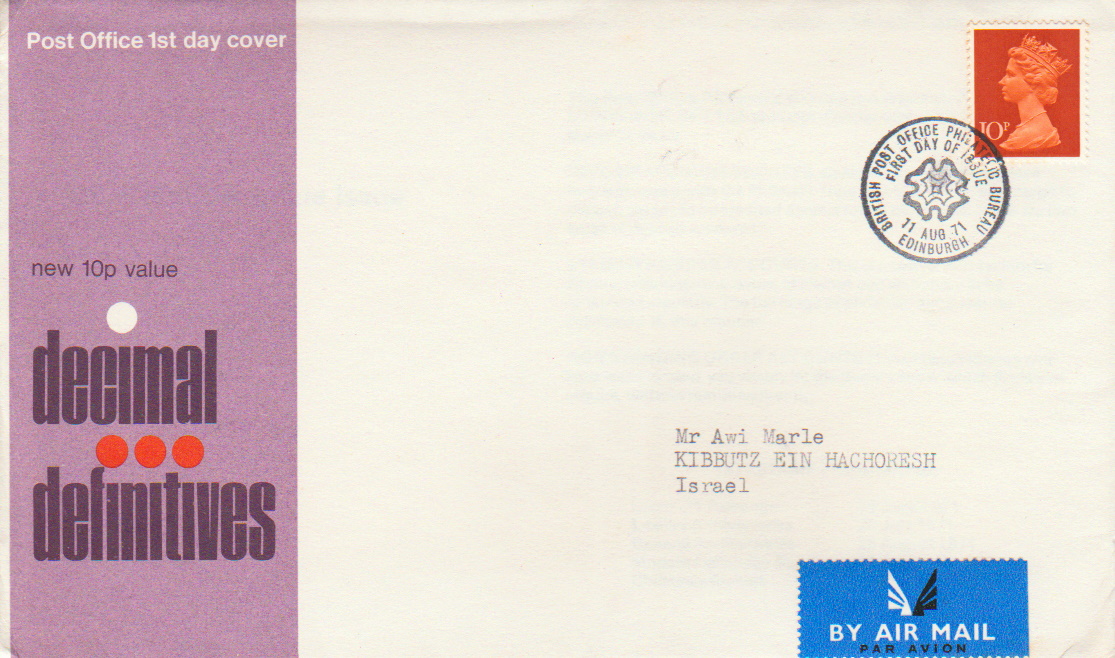 Post Office 1st day cover
new 10p value
decimal
definitives
10P
BRITISH POST OFFICE PHILATELIC BUREAU
FIRST DAY OF ISSUE
11 AUG 71
EDINBURGH
Mr Awi Marle
KIBBUTZ EIN HACHORESH
Israel
BY AIR MAIL
PAR AVION